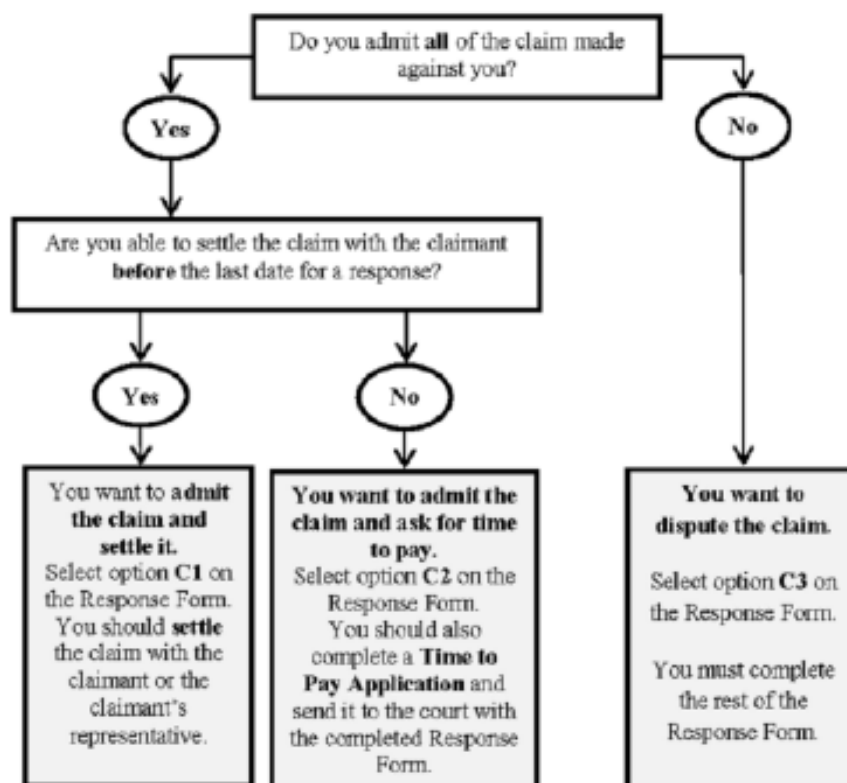 Do you admit all of the claim made
against you?
Yes
No
Are you able to settle the claim with the claimant
before the last date for a response?
Yes
No
You want to admit
the claim and
settle it.
Select option C1 on
the Response Form.
You should settle
the claim with the
claimant or the
claimant's
representative.
You want to admit the
claim and ask for time
to pay.
Select option C2 on the
Response Form.
You should also
complete a Time to
Pay Application and
send it to the court with
the completed Response
Form.
You want to
dispute the claim.
Select option C3 on
the Response Form.
You must complete
the rest of the
Response Form